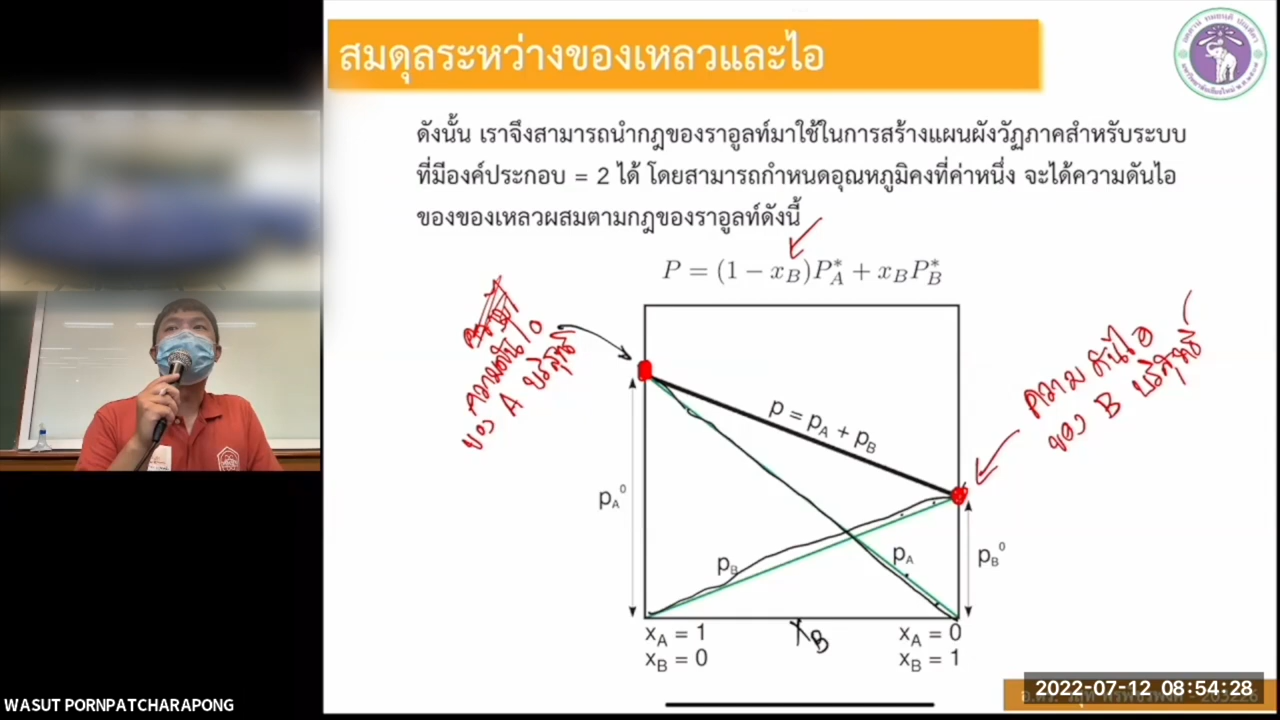 สมดุลระหว่างของเหลวและไอ
ดังนั้น เราจึงสามารถนำกฎของราอูลท์มาใช้ในการสร้างแผนผังวัฏภาคสำหรับระบบ
ที่มีองค์ประกอบ = 2 ได้ โดยสามารถกำหนดอุณหภูมิคงที่ค่าหนึ่ง จะได้ความดันไอ
ของของเหลวผสมตามกฎของราอูลท์ดังนี้
P = (1 − x_B)P_A^* + x_B P_B^*
ความดันไอ
ของ A บริสุทธิ์
ความดันไอ
ของ B บริสุทธิ์
p = p_A + p_B
p_A^0
p_B
p_A
p_B^0
x_A = 1
x_B = 0
x_B
x_A = 0
x_B = 1
2022-07-12 08:54:28
WASUT PORNPATCHARAPONG